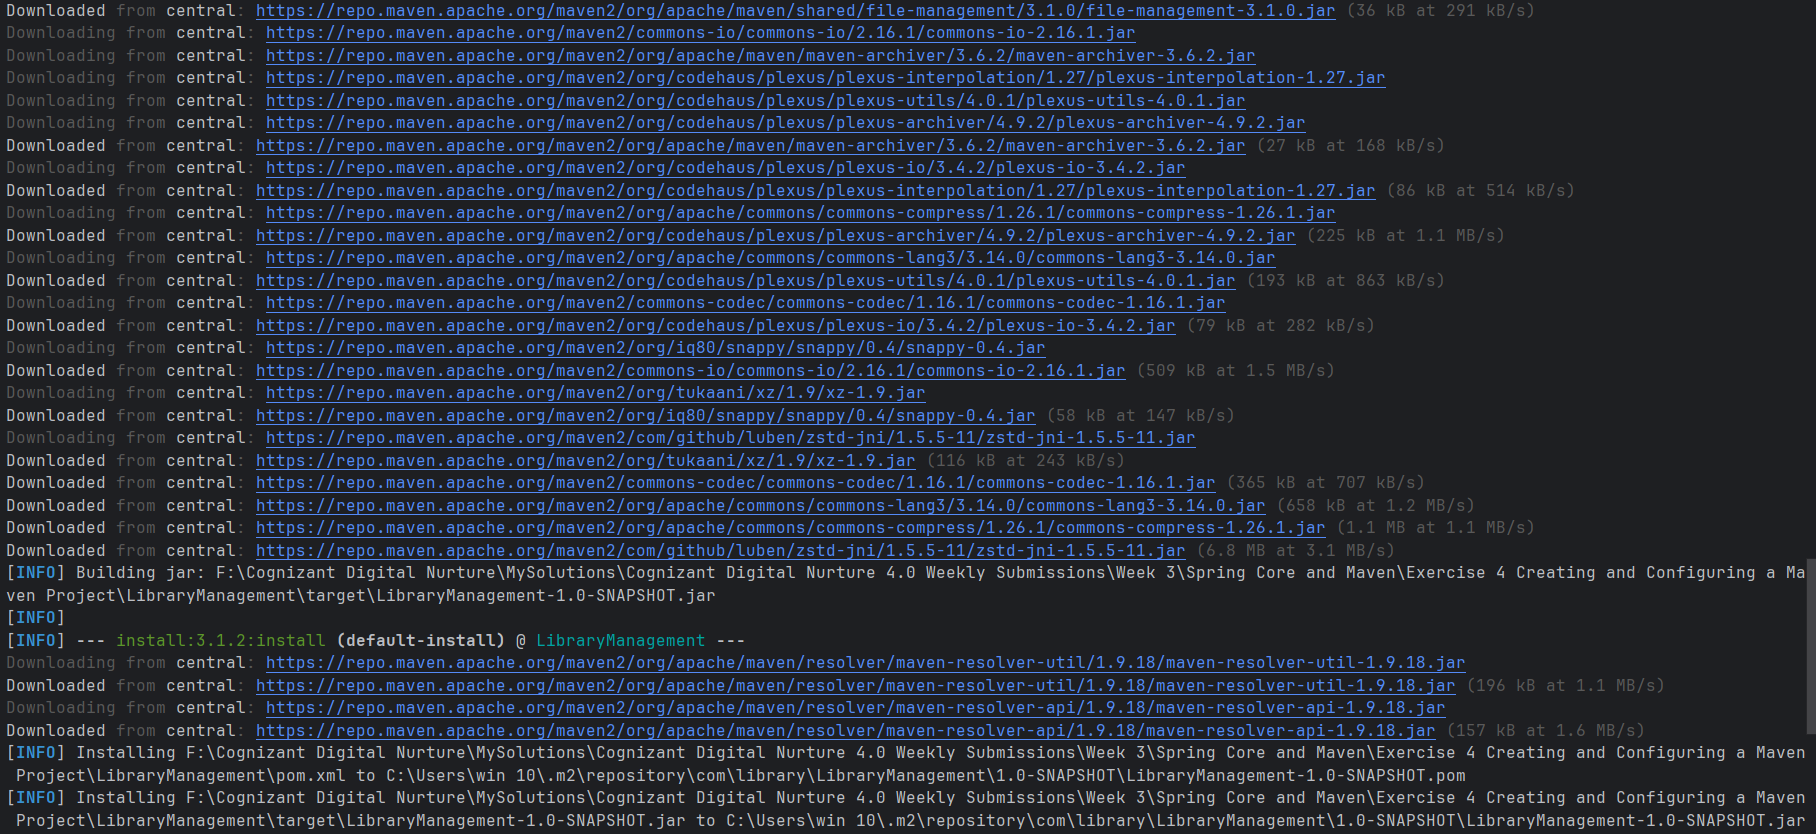 Downloaded from central: https://repo.maven.apache.org/maven2/org/apache/maven/shared/file-management/3.1.0/file-management-3.1.0.jar (36 kB at 291 kB/s)
Downloading from central: https://repo.maven.apache.org/maven2/commons-io/commons-io/2.16.1/commons-io-2.16.1.jar
Downloading from central: https://repo.maven.apache.org/maven2/org/apache/maven/maven-archiver/3.6.2/maven-archiver-3.6.2.jar
Downloading from central: https://repo.maven.apache.org/maven2/org/codehaus/plexus/plexus-interpolation/1.27/plexus-interpolation-1.27.jar
Downloading from central: https://repo.maven.apache.org/maven2/org/codehaus/plexus/plexus-utils/4.0.1/plexus-utils-4.0.1.jar
Downloading from central: https://repo.maven.apache.org/maven2/org/codehaus/plexus/plexus-archiver/4.9.2/plexus-archiver-4.9.2.jar
Downloaded from central: https://repo.maven.apache.org/maven2/org/apache/maven/maven-archiver/3.6.2/maven-archiver-3.6.2.jar (27 kB at 168 kB/s)
Downloading from central: https://repo.maven.apache.org/maven2/org/codehaus/plexus/plexus-io/3.4.2/plexus-io-3.4.2.jar
Downloaded from central: https://repo.maven.apache.org/maven2/org/codehaus/plexus/plexus-interpolation/1.27/plexus-interpolation-1.27.jar (86 kB at 514 kB/s)
Downloading from central: https://repo.maven.apache.org/maven2/org/apache/commons/commons-compress/1.26.1/commons-compress-1.26.1.jar
Downloaded from central: https://repo.maven.apache.org/maven2/org/codehaus/plexus/plexus-archiver/4.9.2/plexus-archiver-4.9.2.jar (225 kB at 1.1 MB/s)
Downloading from central: https://repo.maven.apache.org/maven2/org/apache/commons/commons-lang3/3.14.0/commons-lang3-3.14.0.jar
Downloaded from central: https://repo.maven.apache.org/maven2/org/codehaus/plexus/plexus-utils/4.0.1/plexus-utils-4.0.1.jar (193 kB at 863 kB/s)
Downloading from central: https://repo.maven.apache.org/maven2/commons-codec/commons-codec/1.16.1/commons-codec-1.16.1.jar
Downloaded from central: https://repo.maven.apache.org/maven2/org/codehaus/plexus/plexus-io/3.4.2/plexus-io-3.4.2.jar (79 kB at 282 kB/s)
Downloading from central: https://repo.maven.apache.org/maven2/org/iq80/snappy/snappy/0.4/snappy-0.4.jar
Downloaded from central: https://repo.maven.apache.org/maven2/commons-io/commons-io/2.16.1/commons-io-2.16.1.jar (509 kB at 1.5 MB/s)
Downloading from central: https://repo.maven.apache.org/maven2/org/tukaani/xz/1.9/xz-1.9.jar
Downloaded from central: https://repo.maven.apache.org/maven2/org/iq80/snappy/snappy/0.4/snappy-0.4.jar (58 kB at 147 kB/s)
Downloading from central: https://repo.maven.apache.org/maven2/com/github/luben/zstd-jni/1.5.5-11/zstd-jni-1.5.5-11.jar
Downloaded from central: https://repo.maven.apache.org/maven2/org/tukaani/xz/1.9/xz-1.9.jar (116 kB at 243 kB/s)
Downloaded from central: https://repo.maven.apache.org/maven2/commons-codec/commons-codec/1.16.1/commons-codec-1.16.1.jar (365 kB at 707 kB/s)
Downloaded from central: https://repo.maven.apache.org/maven2/org/apache/commons/commons-lang3/3.14.0/commons-lang3-3.14.0.jar (658 kB at 1.2 MB/s)
Downloaded from central: https://repo.maven.apache.org/maven2/org/apache/commons/commons-compress/1.26.1/commons-compress-1.26.1.jar (1.1 MB at 1.1 MB/s)
Downloaded from central: https://repo.maven.apache.org/maven2/com/github/luben/zstd-jni/1.5.5-11/zstd-jni-1.5.5-11.jar (6.8 MB at 3.1 MB/s)
[INFO] Building jar: F:\Cognizant Digital Nurture\MySolutions\Cognizant Digital Nurture 4.0 Weekly Submissions\Week 3\Spring Core and Maven\Exercise 4 Creating and Configuring a Ma
ven Project\LibraryManagement\target\LibraryManagement-1.0-SNAPSHOT.jar
[INFO]
[INFO] --- install:3.1.2:install (default-install) @ LibraryManagement ---
Downloading from central: https://repo.maven.apache.org/maven2/org/apache/maven/resolver/maven-resolver-util/1.9.18/maven-resolver-util-1.9.18.jar
Downloaded from central: https://repo.maven.apache.org/maven2/org/apache/maven/resolver/maven-resolver-util/1.9.18/maven-resolver-util-1.9.18.jar (196 kB at 1.1 MB/s)
Downloading from central: https://repo.maven.apache.org/maven2/org/apache/maven/resolver/maven-resolver-api/1.9.18/maven-resolver-api-1.9.18.jar
Downloaded from central: https://repo.maven.apache.org/maven2/org/apache/maven/resolver/maven-resolver-api/1.9.18/maven-resolver-api-1.9.18.jar (157 kB at 1.6 MB/s)
[INFO] Installing F:\Cognizant Digital Nurture\MySolutions\Cognizant Digital Nurture 4.0 Weekly Submissions\Week 3\Spring Core and Maven\Exercise 4 Creating and Configuring a Maven
 Project\LibraryManagement\pom.xml to C:\Users\win 10\.m2\repository\com\library\LibraryManagement\1.0-SNAPSHOT\LibraryManagement-1.0-SNAPSHOT.pom
[INFO] Installing F:\Cognizant Digital Nurture\MySolutions\Cognizant Digital Nurture 4.0 Weekly Submissions\Week 3\Spring Core and Maven\Exercise 4 Creating and Configuring a Maven
 Project\LibraryManagement\target\LibraryManagement-1.0-SNAPSHOT.jar to C:\Users\win 10\.m2\repository\com\library\LibraryManagement\1.0-SNAPSHOT\LibraryManagement-1.0-SNAPSHOT.jar